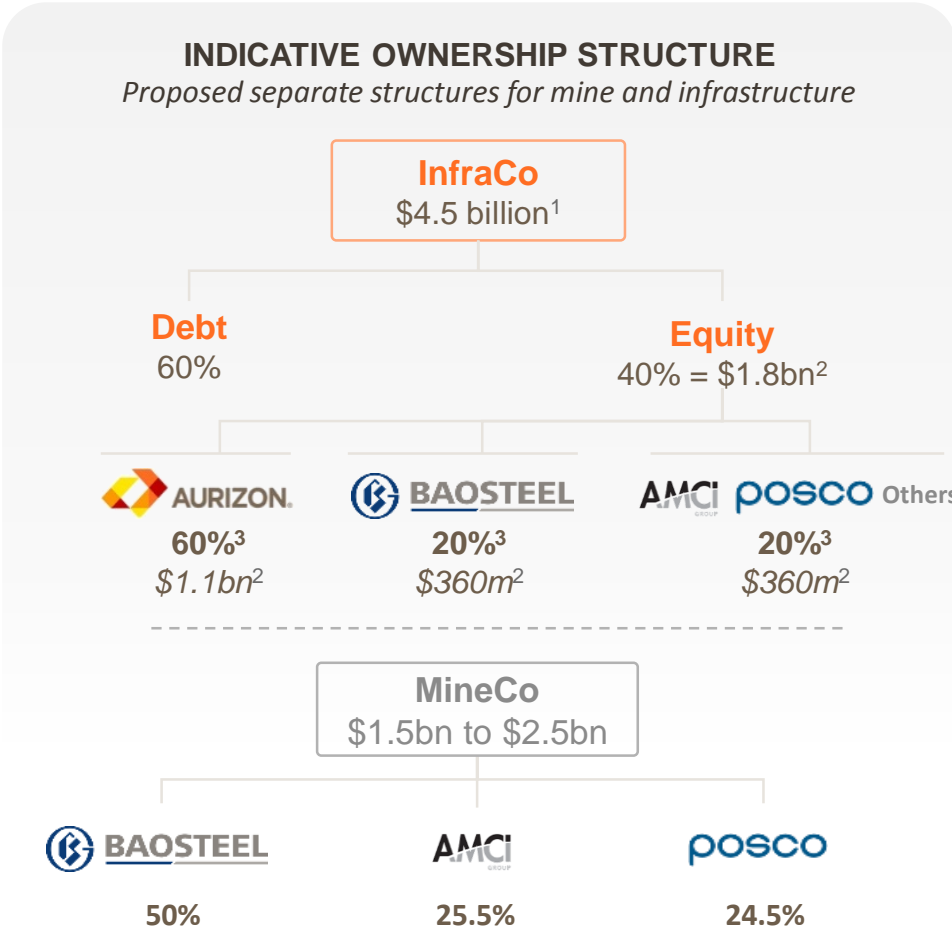 INDICATIVE OWNERSHIP STRUCTURE
Proposed separate structures for mine and infrastructure
InfraCo
$4.5 billion¹
Debt
60%
Equity
40% = $1.8bn²
AURIZON.
60%³
$1.1bn²
BAOSTEEL
20%³
$360m²
AMCI GROUP posco Others
20%³
$360m²
MineCo
$1.5bn to $2.5bn
BAOSTEEL
50%
AMCI
GROUP
25.5%
posco
24.5%